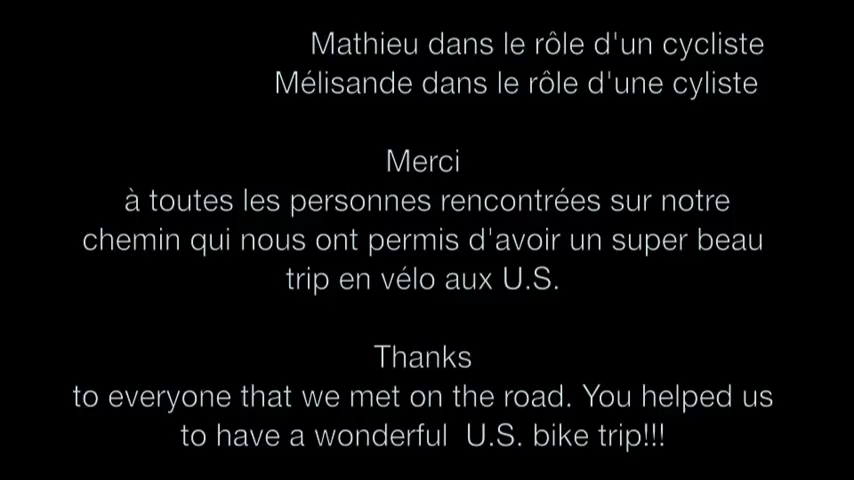 Mathieu dans le rôle d'un cycliste
Mélisande dans le rôle d'une cyliste
Merci
à toutes les personnes rencontrées sur notre
chemin qui nous ont permis d'avoir un super beau
trip en vélo aux U.S.
Thanks
to everyone that we met on the road. You helped us
to have a wonderful  U.S. bike trip!!!